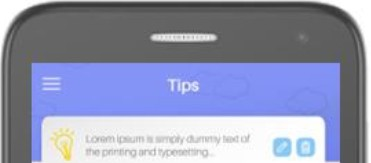 Tips
Lorem Ipsum is simply dummy text of
the printing and typesetting...